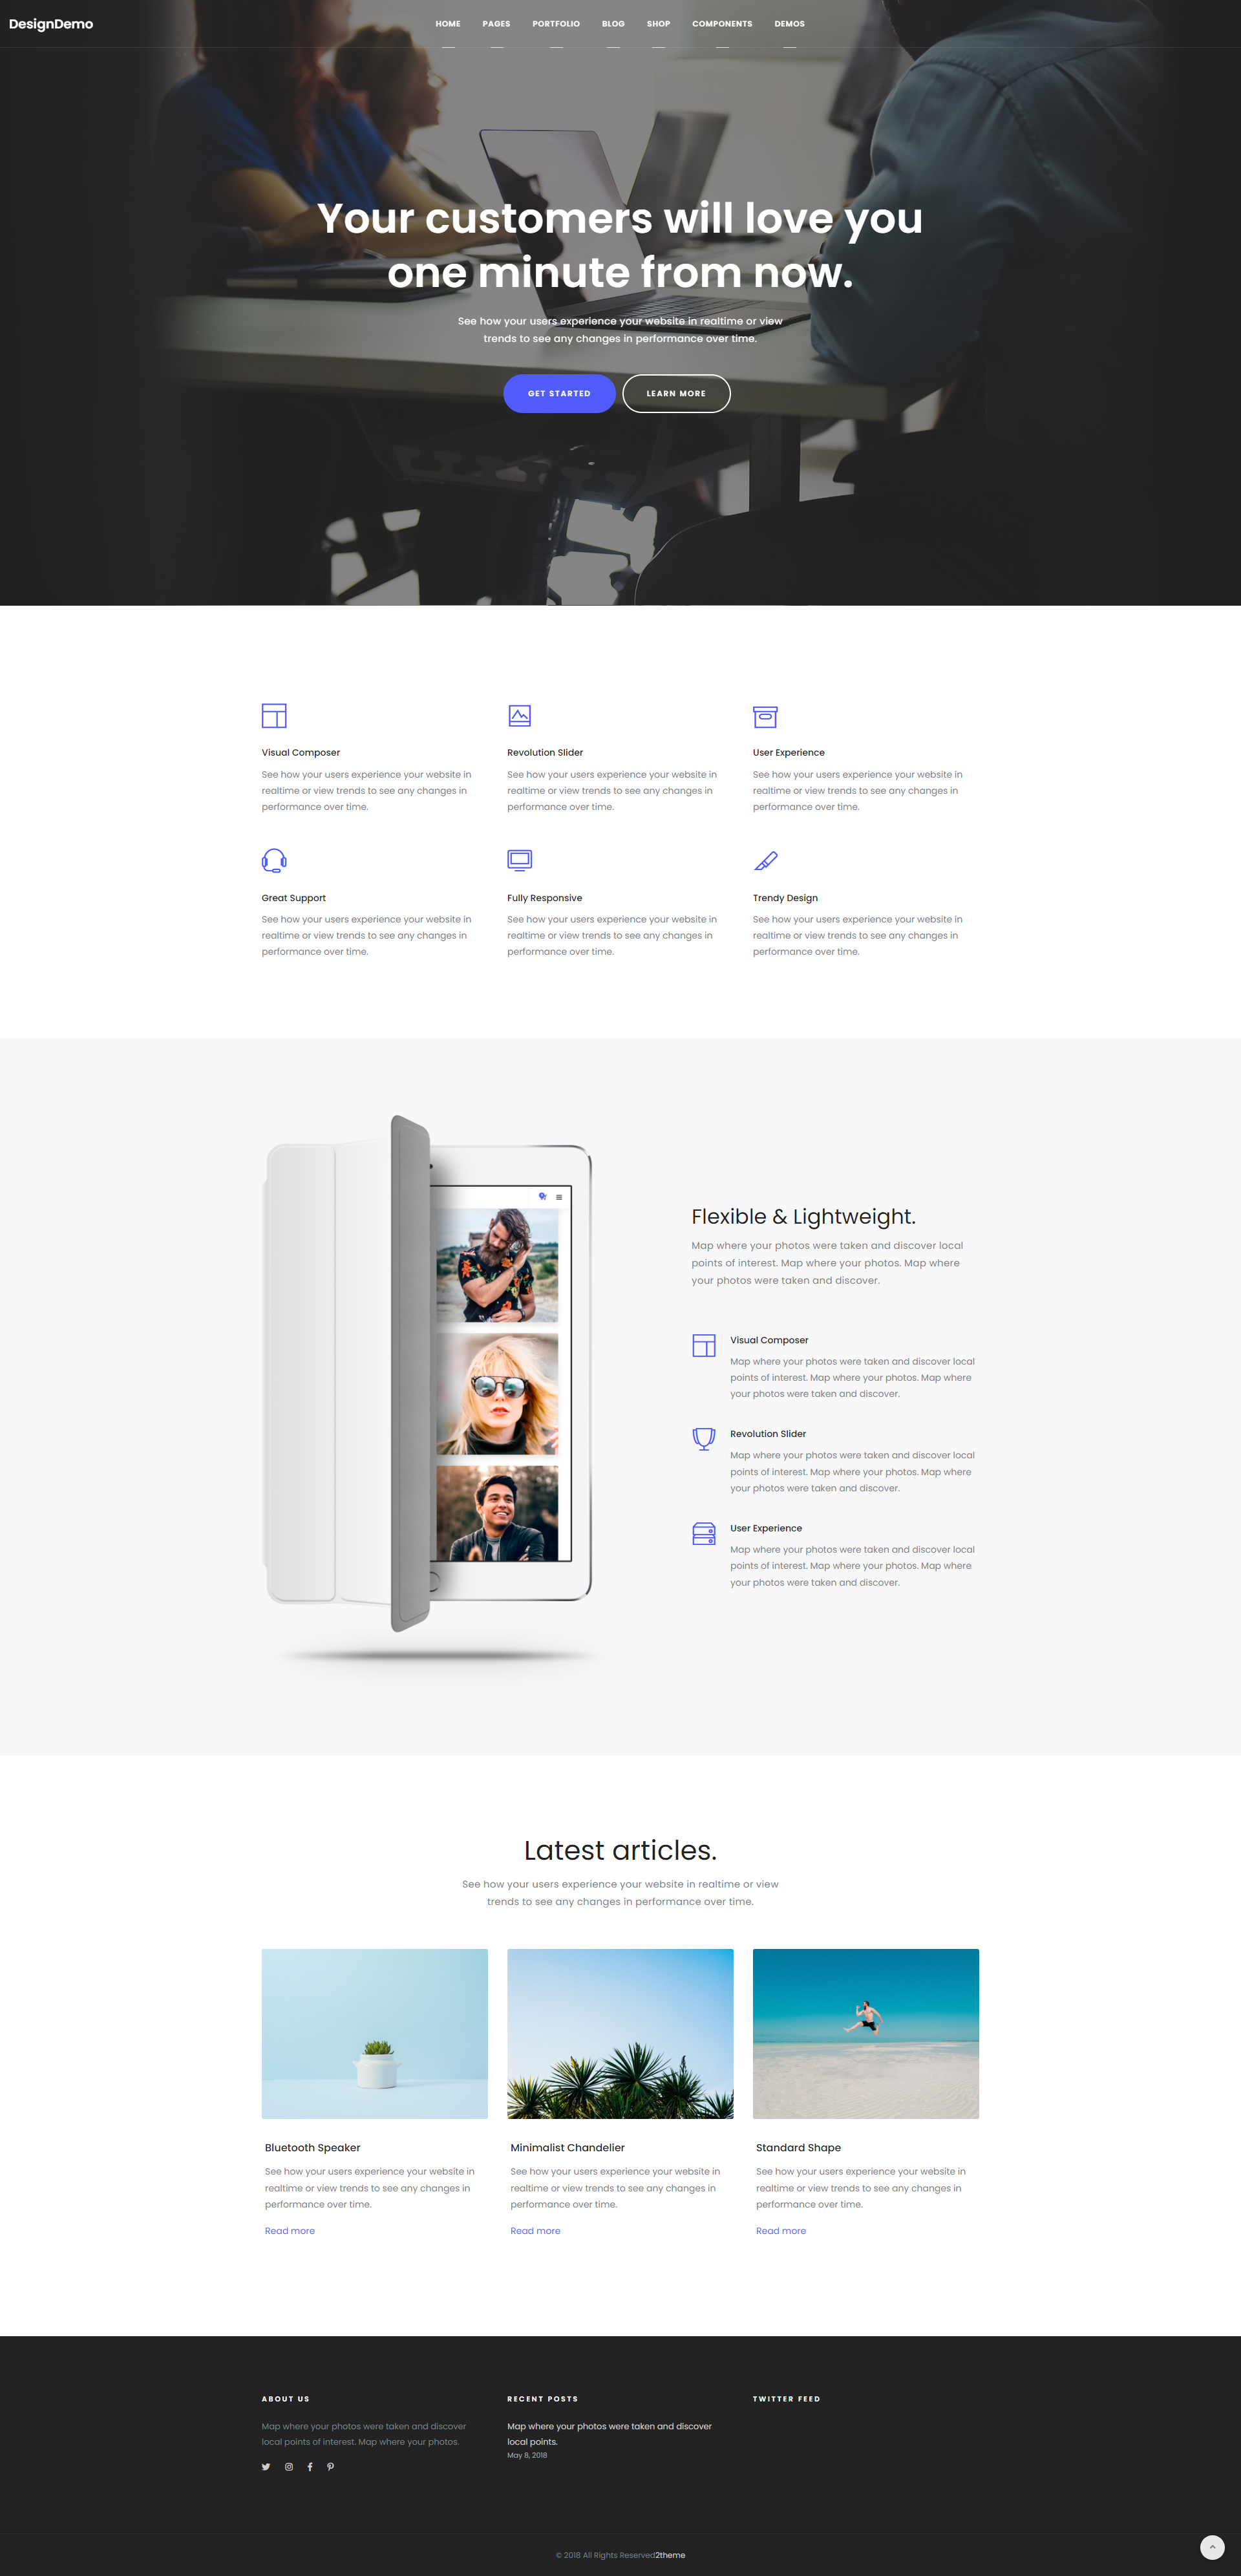 DesignDemo
HOME PAGES PORTFOLIO BLOG SHOP COMPONENTS DEMOS
Your customers will love you
one minute from now.
See how your users experience your website in realtime or view
trends to see any changes in performance over time.
GET STARTED LEARN MORE
Visual Composer
See how your users experience your website in
realtime or view trends to see any changes in
performance over time.
Revolution Slider
See how your users experience your website in
realtime or view trends to see any changes in
performance over time.
User Experience
See how your users experience your website in
realtime or view trends to see any changes in
performance over time.
Great Support
See how your users experience your website in
realtime or view trends to see any changes in
performance over time.
Fully Responsive
See how your users experience your website in
realtime or view trends to see any changes in
performance over time.
Trendy Design
See how your users experience your website in
realtime or view trends to see any changes in
performance over time.
Flexible & Lightweight.
Map where your photos were taken and discover local
points of interest. Map where your photos. Map where
your photos were taken and discover.
Visual Composer
Map where your photos were taken and discover local
points of interest. Map where your photos. Map where
your photos were taken and discover.
Revolution Slider
Map where your photos were taken and discover local
points of interest. Map where your photos. Map where
your photos were taken and discover.
User Experience
Map where your photos were taken and discover local
points of interest. Map where your photos. Map where
your photos were taken and discover.
Latest articles.
See how your users experience your website in realtime or view
trends to see any changes in performance over time.
Bluetooth Speaker
See how your users experience your website in
realtime or view trends to see any changes in
performance over time.
Read more
Minimalist Chandelier
See how your users experience your website in
realtime or view trends to see any changes in
performance over time.
Read more
Standard Shape
See how your users experience your website in
realtime or view trends to see any changes in
performance over time.
Read more
ABOUT US
Map where your photos were taken and discover
local points of interest. Map where your photos.
RECENT POSTS
Map where your photos were taken and discover
local points.
May 8, 2018
TWITTER FEED
© 2018 All Rights Reserved2theme